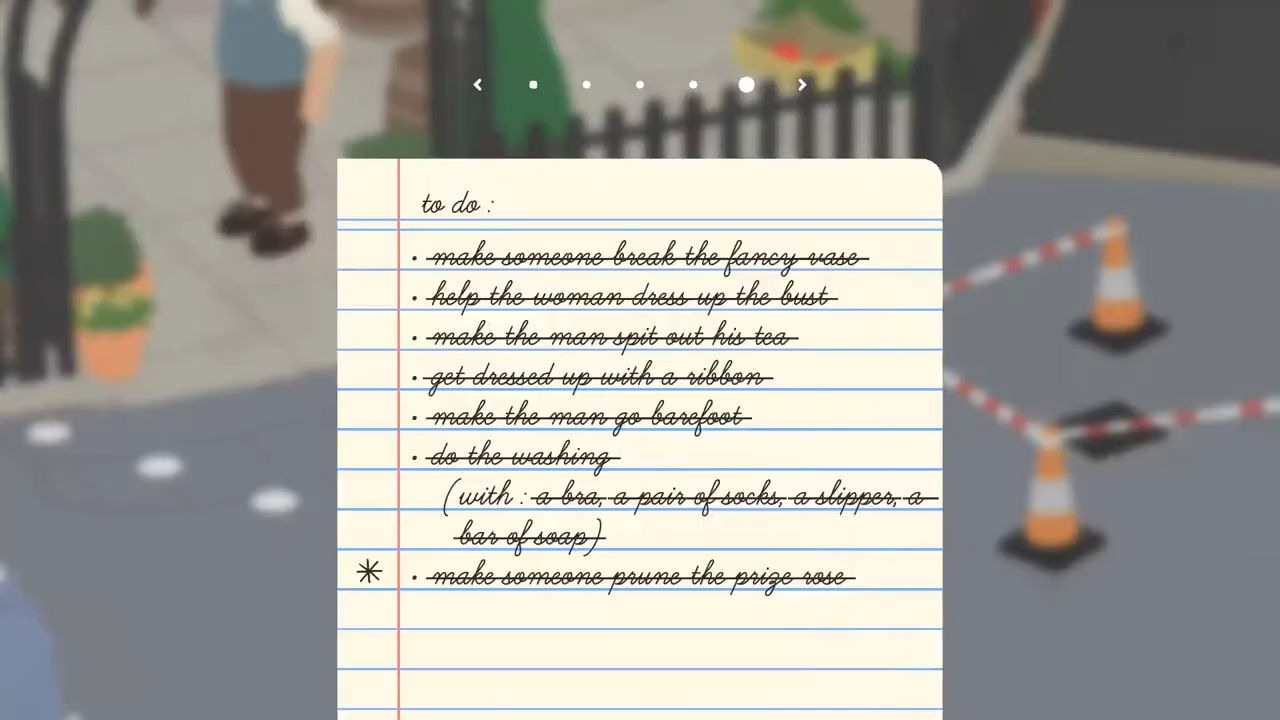 to do :
• make someone break the fancy vase
• help the woman dress up the bust
• make the man spit out his tea
• get dressed up with a ribbon
• make the man go barefoot
• do the washing
(with : a bra, a pair of socks, a slipper, a
bar of soap)
* • make someone prune the prize rose